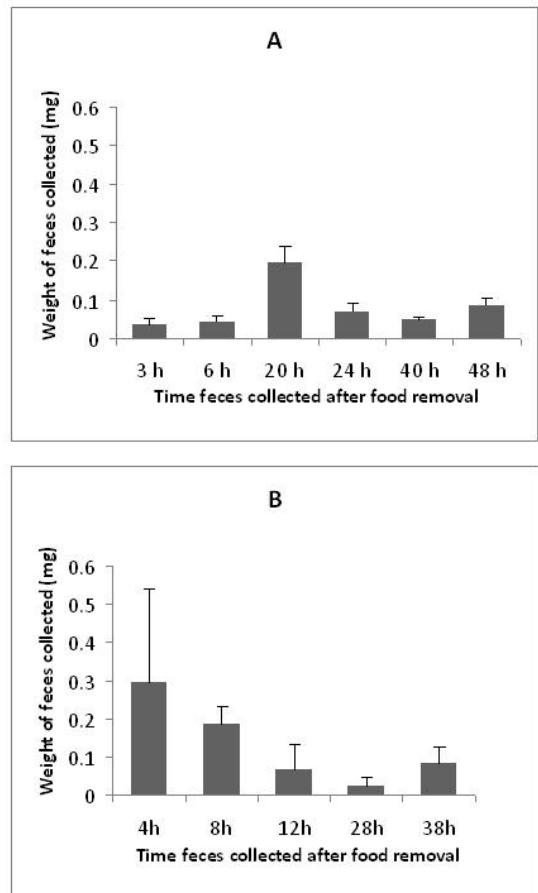 A
Weight of feces collected (mg)
0.6
0.5
0.4
0.3
0.2
0.1
0
3 h 6 h 20 h 24 h 40 h 48 h
Time feces collected after food removal
B
Weight of feces collected (mg)
0.6
0.5
0.4
0.3
0.2
0.1
0
4h 8h 12h 28h 38h
Time feces collected after food removal